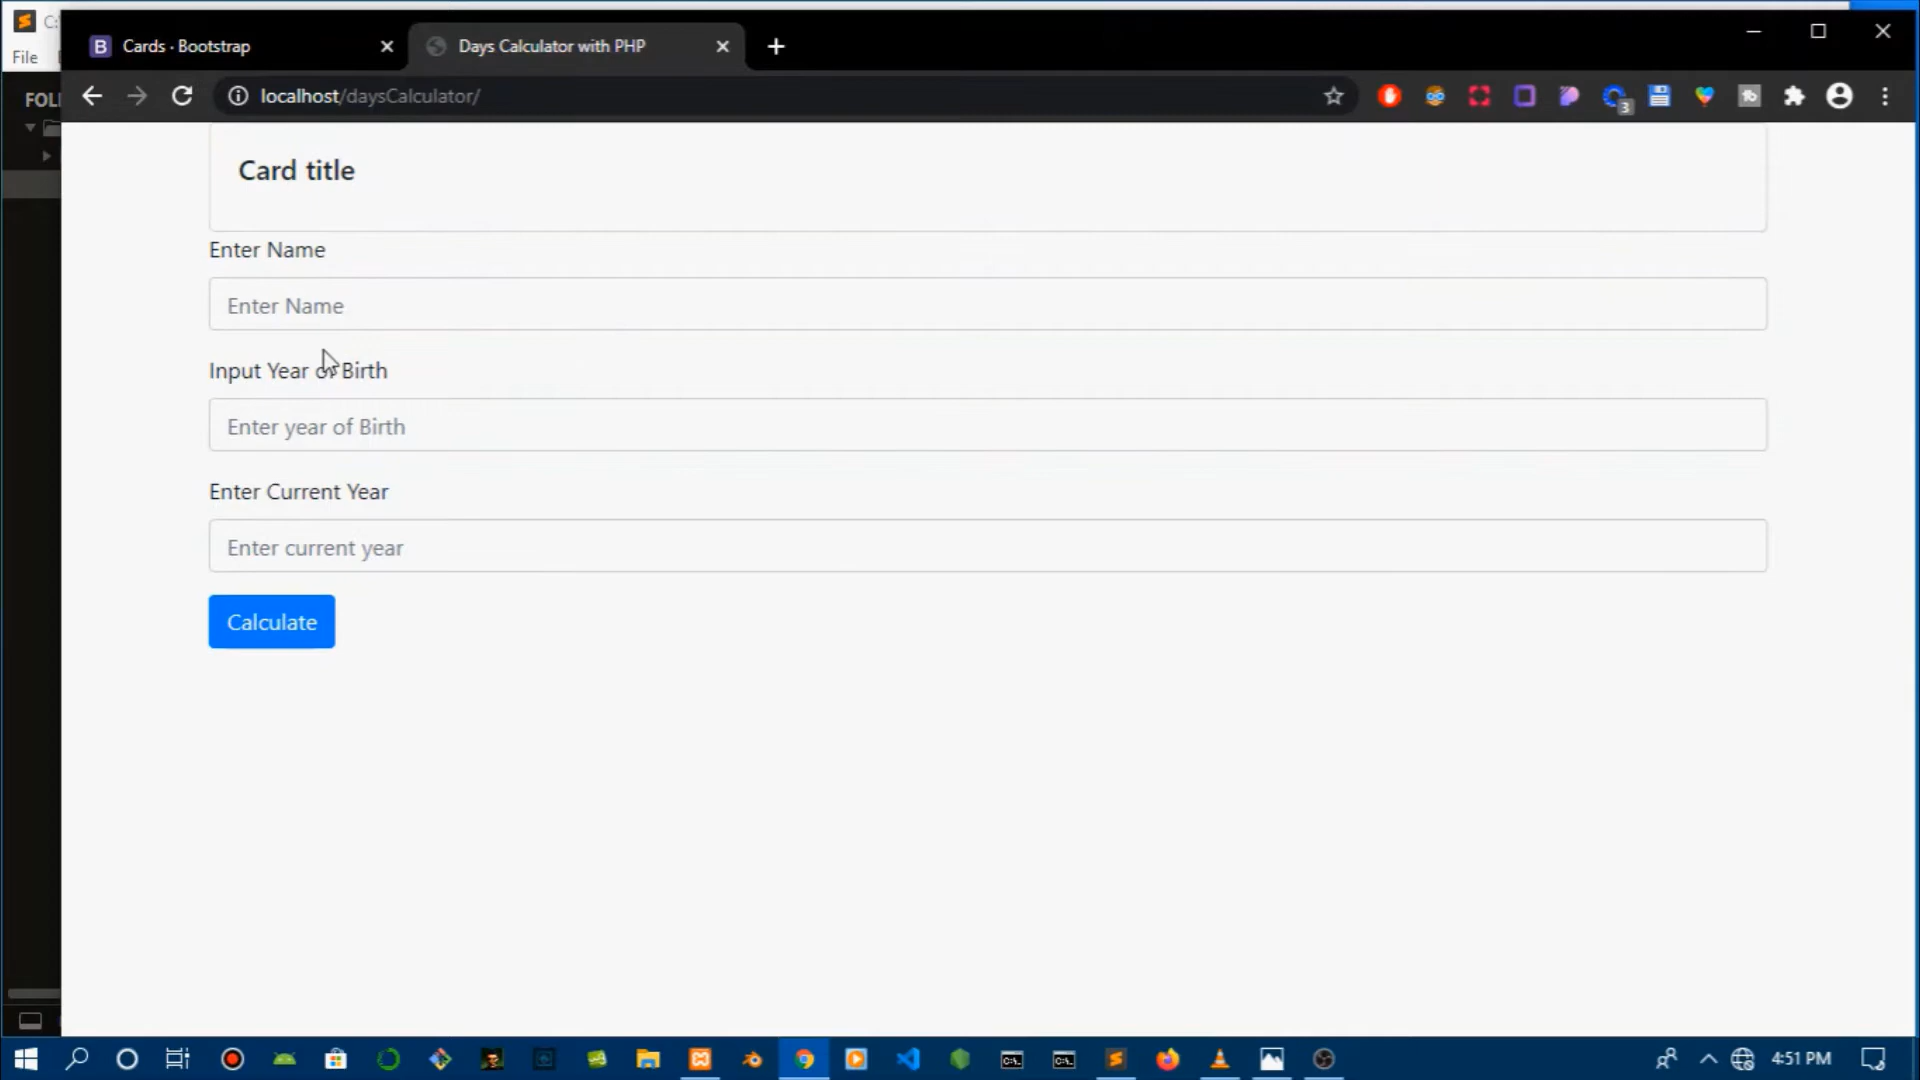 C:
Cards · Bootstrap
Days Calculator with PHP
File
FOL
localhost/daysCalculator/
3
Card title
Enter Name
Enter Name
Input Year of Birth
Enter year of Birth
Enter Current Year
Enter current year
Calculate
4:51 PM